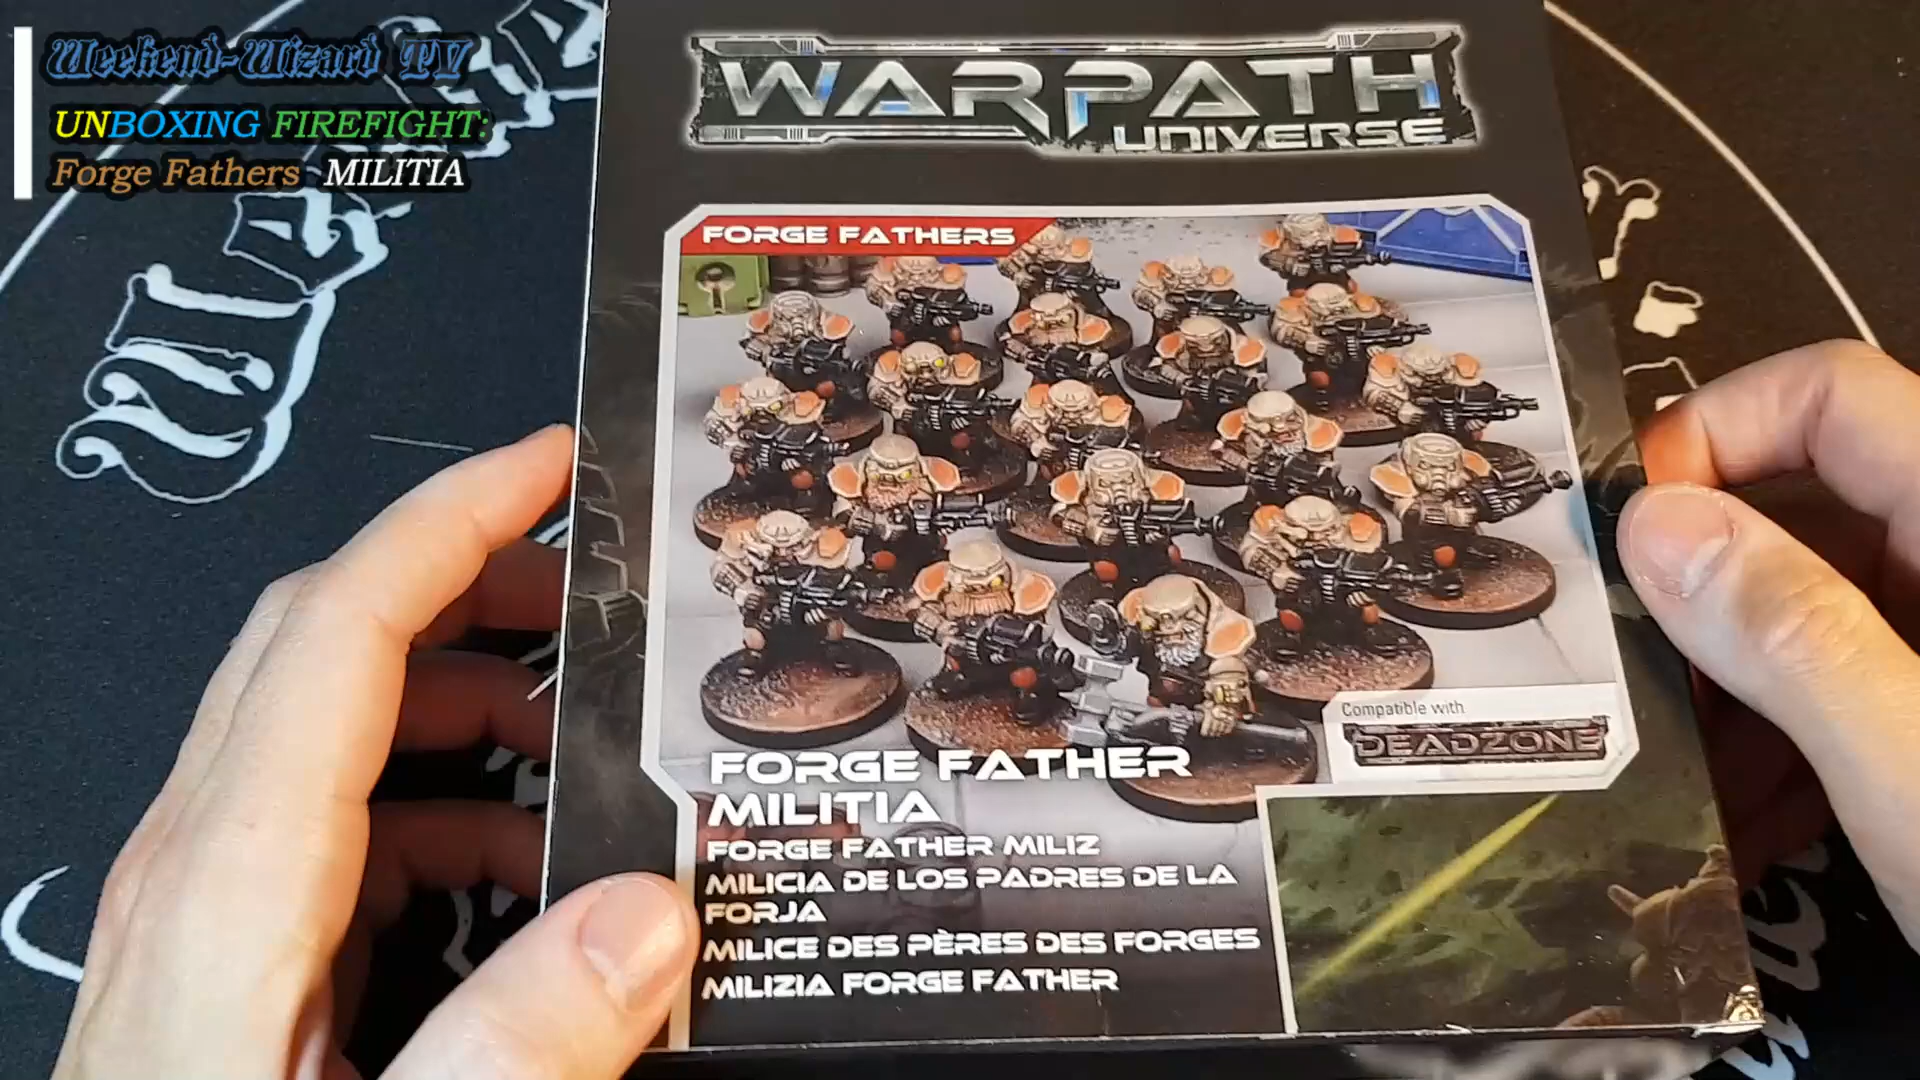 Weekend-Wizard TV
UNBOXING FIREFIGHT:
Forge Fathers MILITIA
WARPATH
UNIVERSE
FORGE FATHERS
Compatible with
DEADZONE
FORGE FATHER
MILITIA
FORGE FATHER MILIZ
MILICIA DE LOS PADRES DE LA
FORJA
MILICE DES PÈRES DES FORGES
MILIZIA FORGE FATHER